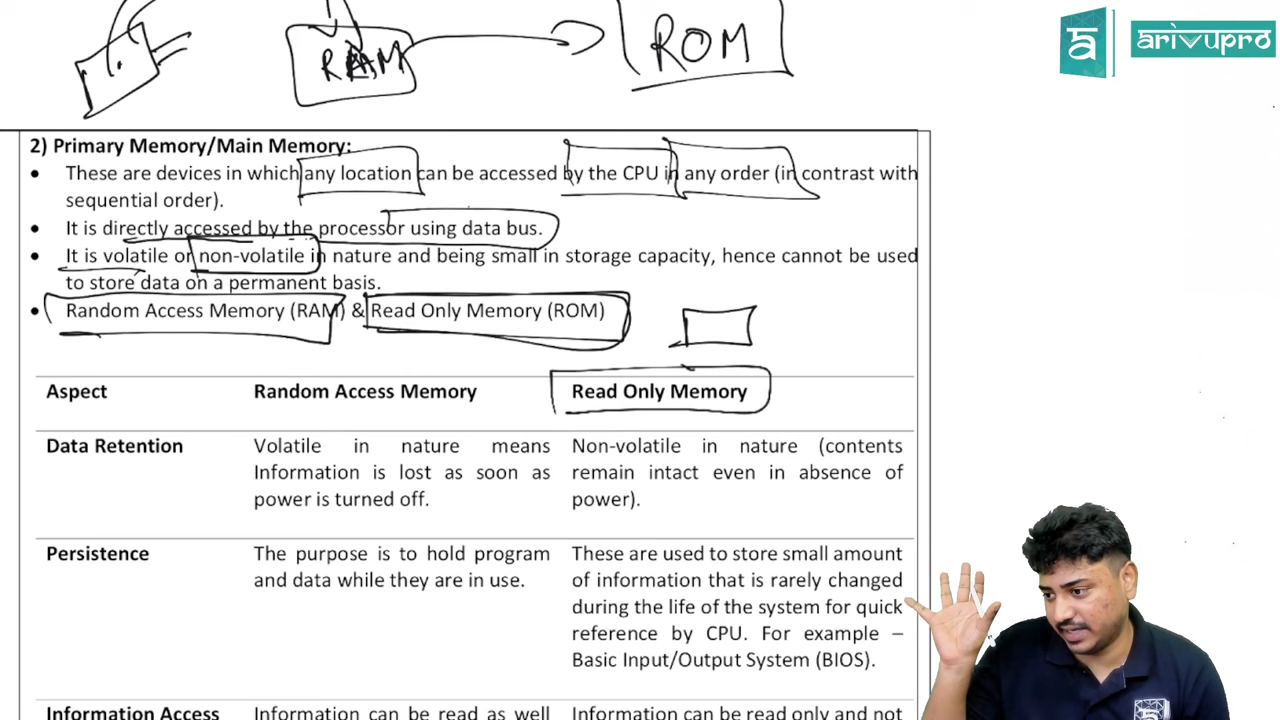 RAM
ROM
ā
arivupro
2) Primary Memory/Main Memory:
• These are devices in which any location can be accessed by the CPU in any order (in contrast with
sequential order).
• It is directly accessed by the processor using data bus.
• It is volatile or non-volatile in nature and being small in storage capacity, hence cannot be used
to store data on a permanent basis.
• Random Access Memory (RAM) & Read Only Memory (ROM)
Aspect Random Access Memory Read Only Memory
Data Retention Volatile in nature means Non-volatile in nature (contents
Information is lost as soon as remain intact even in absence of
power is turned off. power).
Persistence The purpose is to hold program These are used to store small amount
and data while they are in use. of information that is rarely changed
during the life of the system for quick
reference by CPU. For example –
Basic Input/Output System (BIOS).
Information Access Information can be read as well Information can be read only and not